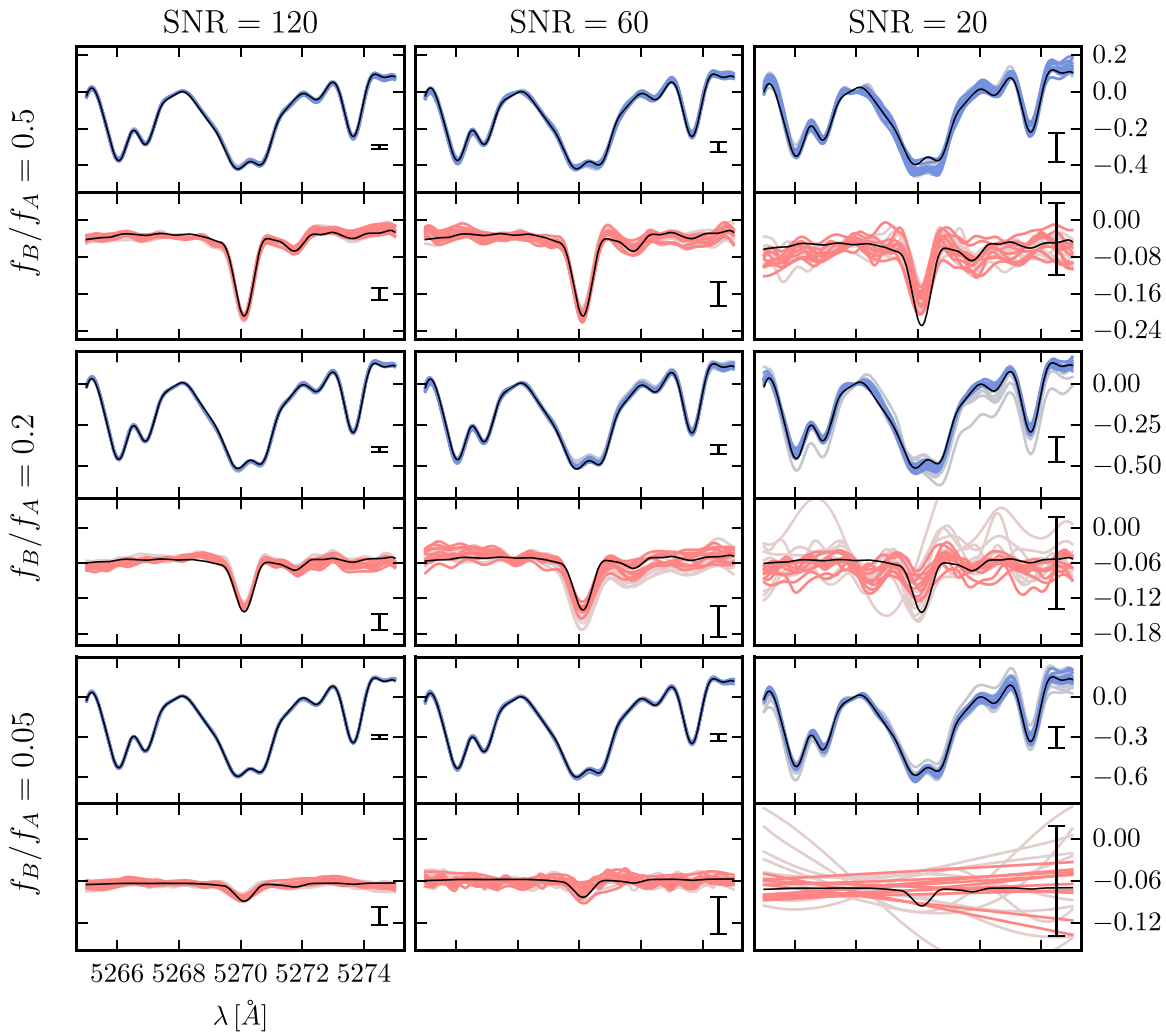 SNR = 120
SNR = 60
SNR = 20
f_B/f_A = 0.5
0.2
0.0
−0.2
−0.4
0.00
−0.08
−0.16
−0.24
f_B/f_A = 0.2
0.00
−0.25
−0.50
0.00
−0.06
−0.12
−0.18
f_B/f_A = 0.05
0.0
−0.3
−0.6
0.00
−0.06
−0.12
5266 5268 5270 5272 5274
λ [Å]